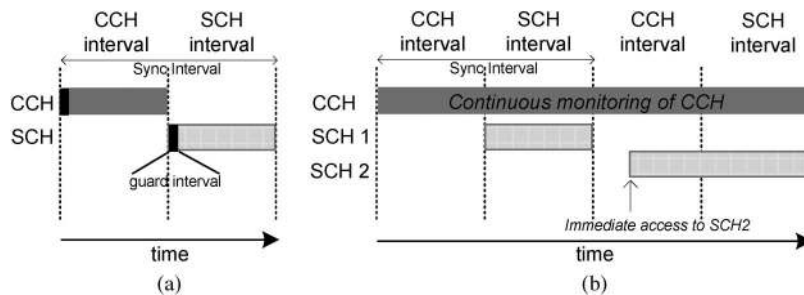 CCH interval
SCH interval
Sync Interval
CCH
SCH
guard interval
time
(a)
CCH interval
SCH interval
CCH interval
SCH interval
Sync Interval
CCH
Continuous monitoring of CCH
SCH 1
SCH 2
Immediate access to SCH2
time
(b)